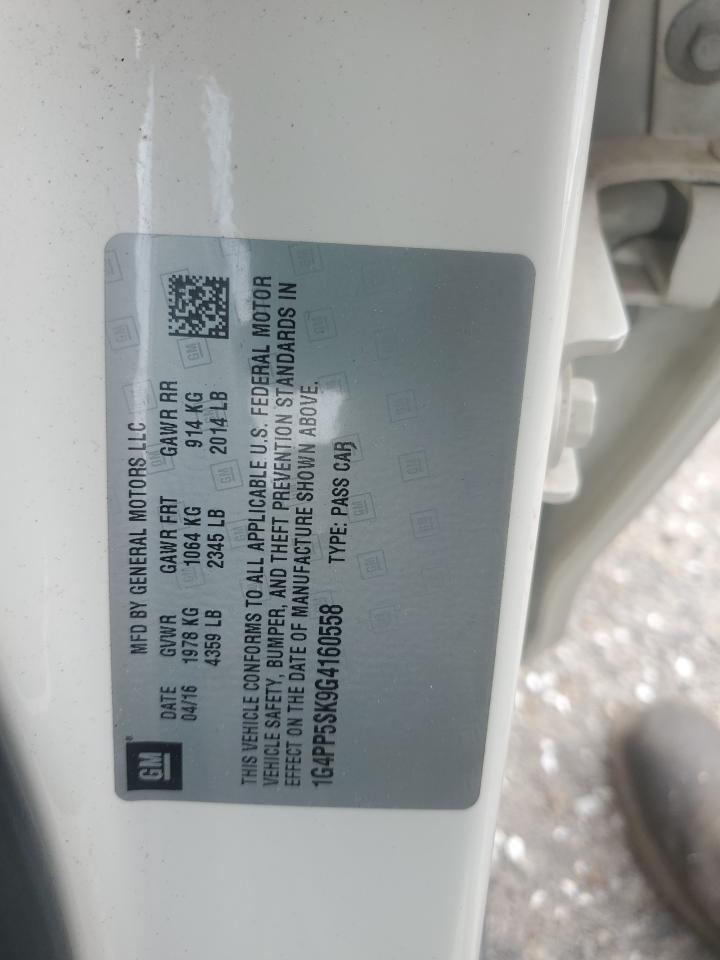 GM
MFD BY GENERAL MOTORS LLC
DATE GVWR GAWR FRT GAWR RR
04/16 1978 KG 1064 KG 914 KG
4359 LB 2345 LB 2014 LB
THIS VEHICLE CONFORMS TO ALL APPLICABLE U.S. FEDERAL MOTOR
VEHICLE SAFETY, BUMPER, AND THEFT PREVENTION STANDARDS IN
EFFECT ON THE DATE OF MANUFACTURE SHOWN ABOVE.
1G4PP5SK9G4160558 TYPE: PASS CAR